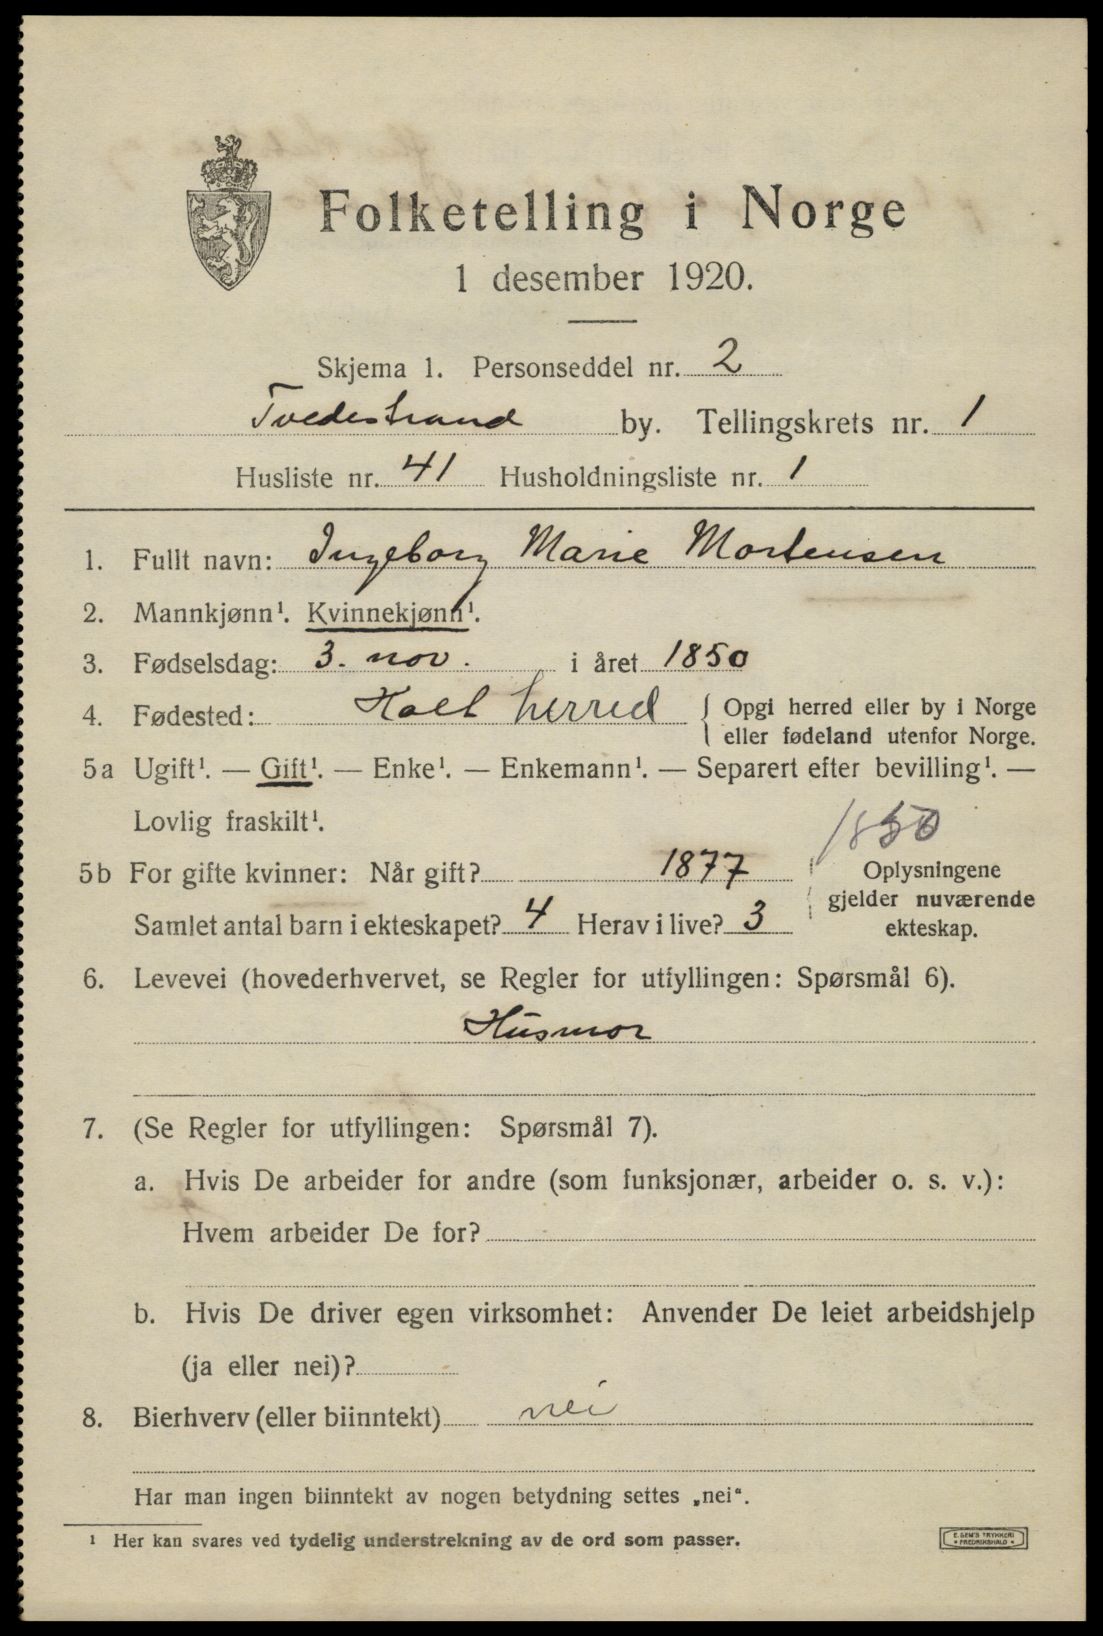 Folketelling i Norge
1 desember 1920.
Skjema 1. Personseddel nr. 2
Tvedestrand by. Tellingskrets nr. 1
Husliste nr. 41 Husholdningsliste nr. 1
1. Fullt navn: Ingeborg Marie Mortensen
2. Mannkjønn¹. Kvinnekjønn¹.
3. Fødselsdag: 3. nov. i året 1850
4. Fødested: Holt herred { Opgi herred eller by i Norge
eller fødeland utenfor Norge.
5a Ugift¹. — Gift¹. — Enke¹. — Enkemann¹. — Separert efter bevilling¹. —
Lovlig fraskilt¹.
1850
5b For gifte kvinner: Når gift? 1877 Oplysningene
gjelder nuværende
Samlet antal barn i ekteskapet? 4 Herav i live? 3 ekteskap.
6. Levevei (hovederhvervet, se Regler for utfyllingen: Spørsmål 6).
Husmor
7. (Se Regler for utfyllingen: Spørsmål 7).
a. Hvis De arbeider for andre (som funksjonær, arbeider o. s. v.):
Hvem arbeider De for?
b. Hvis De driver egen virksomhet: Anvender De leiet arbeidshjelp
(ja eller nei)?
8. Bierhverv (eller biinntekt) nei
Har man ingen biinntekt av nogen betydning settes „nei“.
¹ Her kan svares ved tydelig understrekning av de ord som passer.
E. SEM'S TRYKKERI
• FREDRIKSHALD •